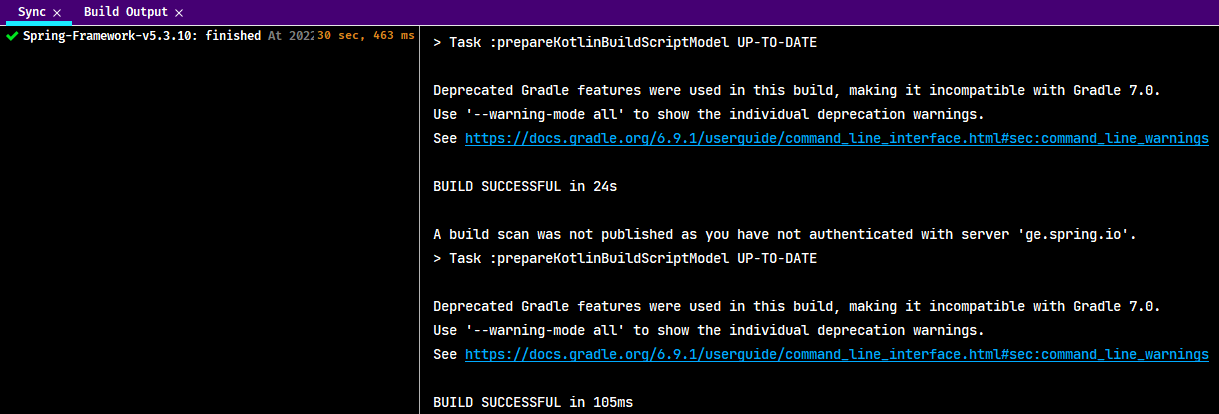 Sync
Build Output
Spring-Framework-v5.3.10: finished At 2022 30 sec, 463 ms
> Task :prepareKotlinBuildScriptModel UP-TO-DATE
Deprecated Gradle features were used in this build, making it incompatible with Gradle 7.0.
Use '--warning-mode all' to show the individual deprecation warnings.
See https://docs.gradle.org/6.9.1/userguide/command_line_interface.html#sec:command_line_warnings
BUILD SUCCESSFUL in 24s
A build scan was not published as you have not authenticated with server 'ge.spring.io'.
> Task :prepareKotlinBuildScriptModel UP-TO-DATE
Deprecated Gradle features were used in this build, making it incompatible with Gradle 7.0.
Use '--warning-mode all' to show the individual deprecation warnings.
See https://docs.gradle.org/6.9.1/userguide/command_line_interface.html#sec:command_line_warnings
BUILD SUCCESSFUL in 105ms